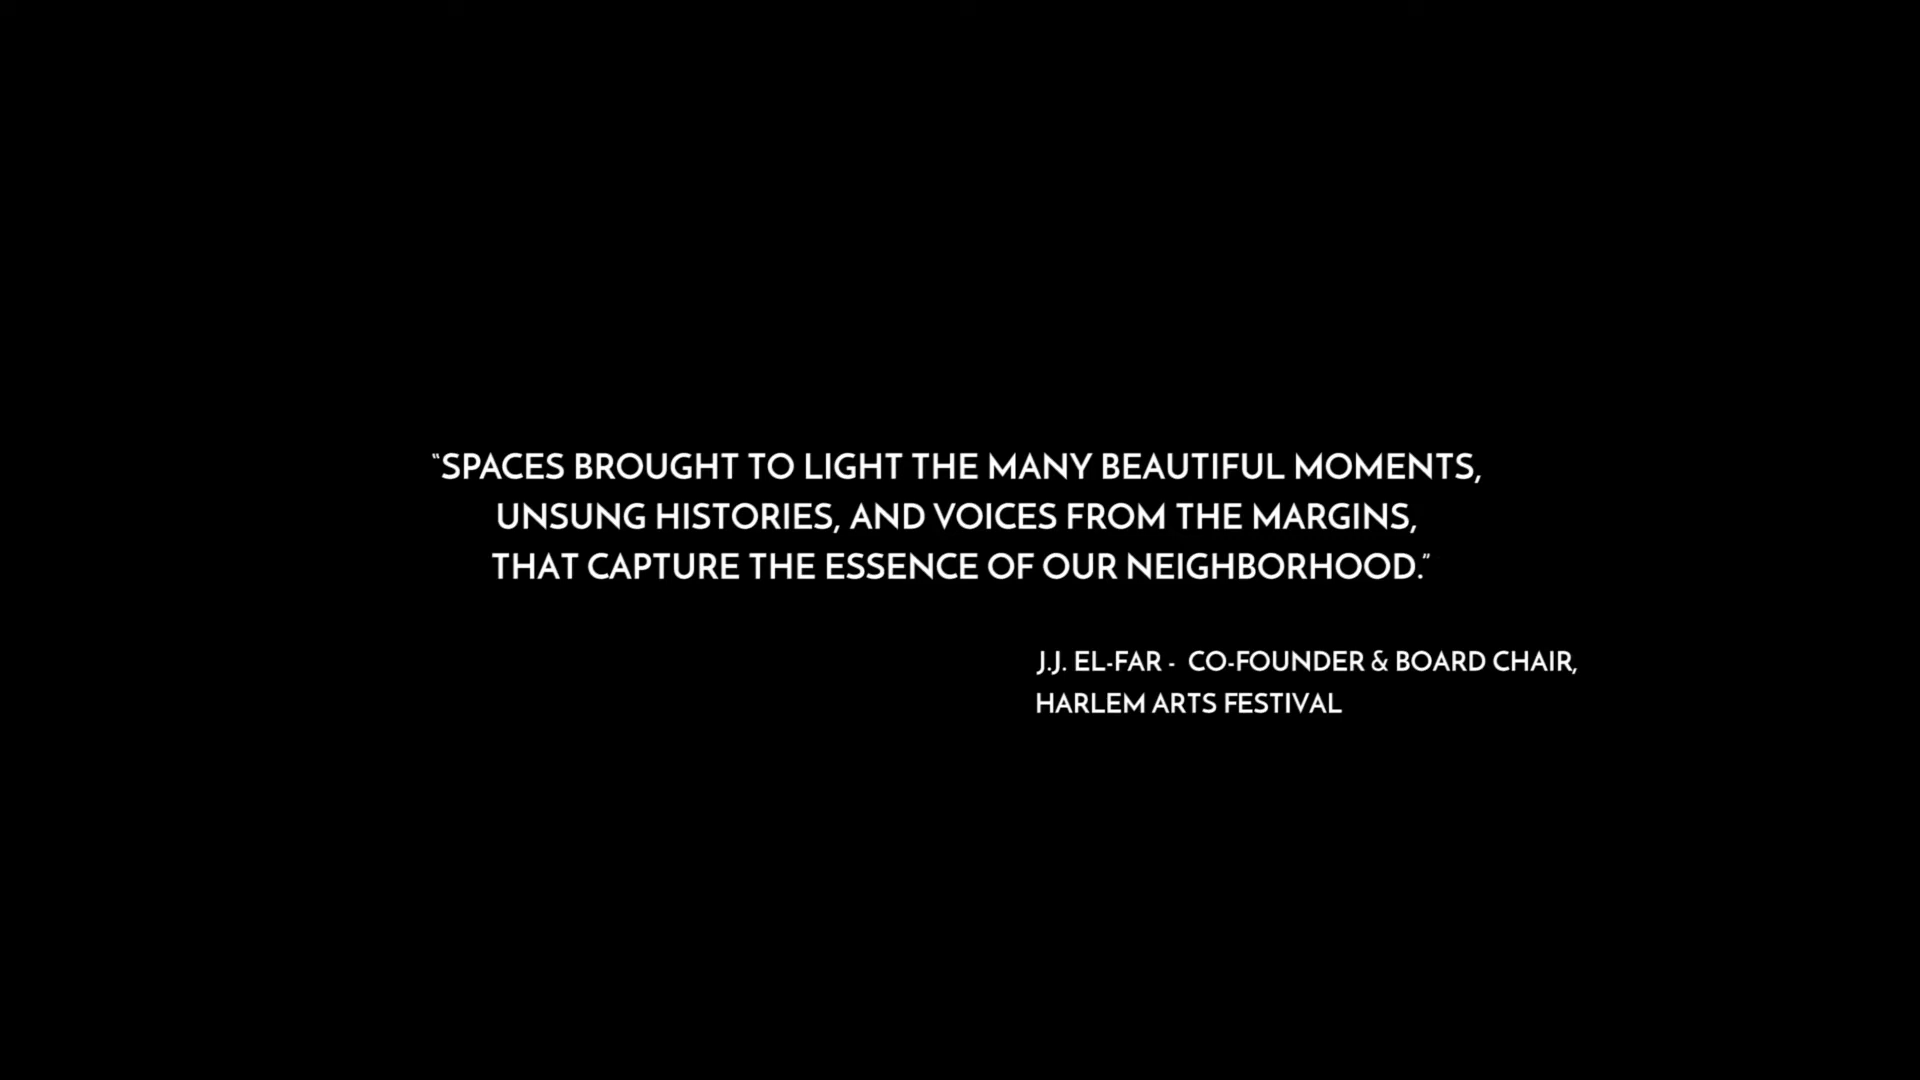 “SPACES BROUGHT TO LIGHT THE MANY BEAUTIFUL MOMENTS,
UNSUNG HISTORIES, AND VOICES FROM THE MARGINS,
THAT CAPTURE THE ESSENCE OF OUR NEIGHBORHOOD.”
J.J. EL-FAR -  CO-FOUNDER & BOARD CHAIR,
HARLEM ARTS FESTIVAL